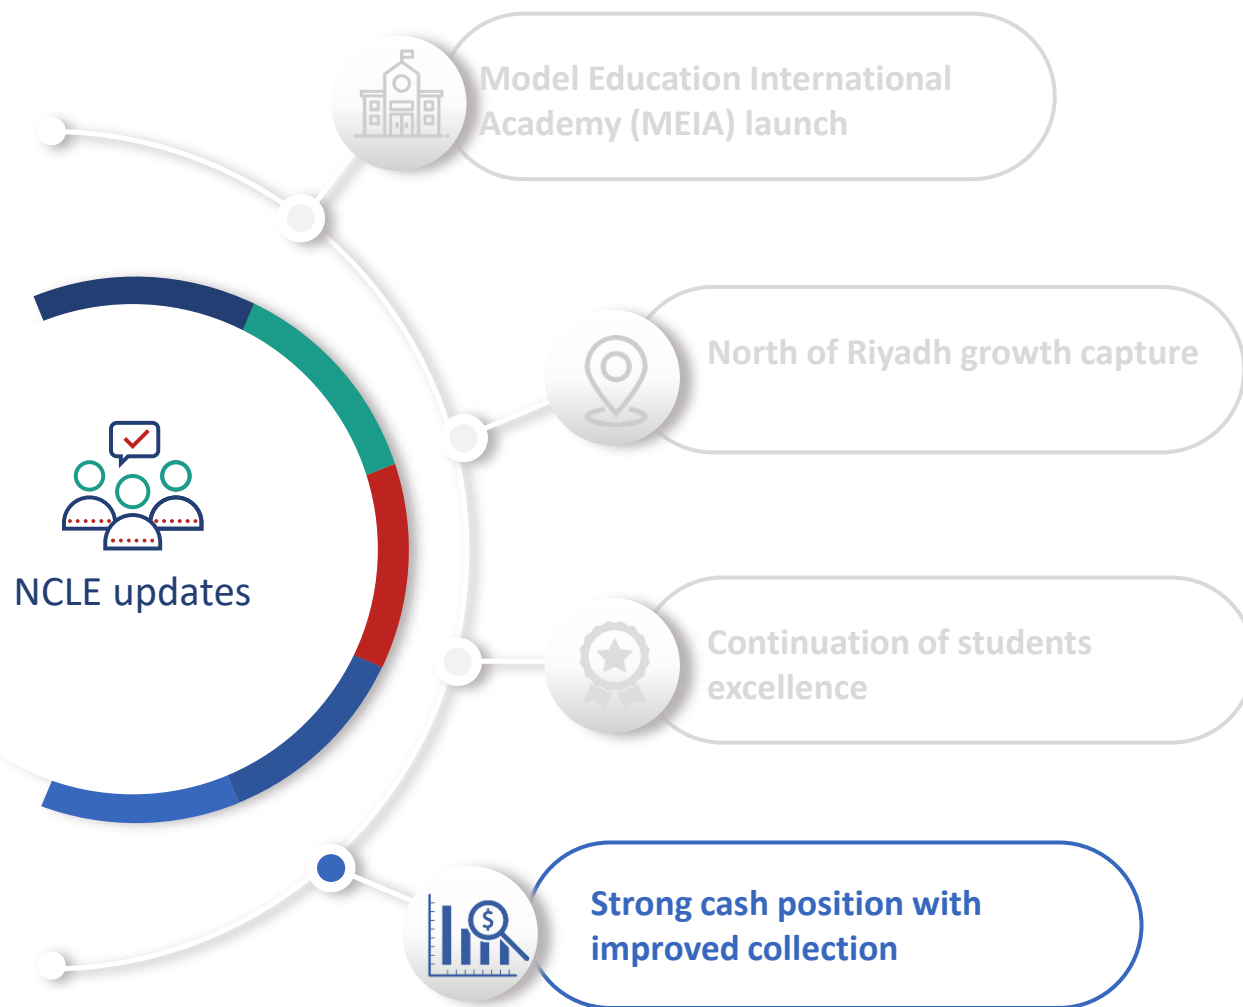 Model Education International
Academy (MEIA) launch
North of Riyadh growth capture
NCLE updates
Continuation of students
excellence
Strong cash position with
improved collection
$